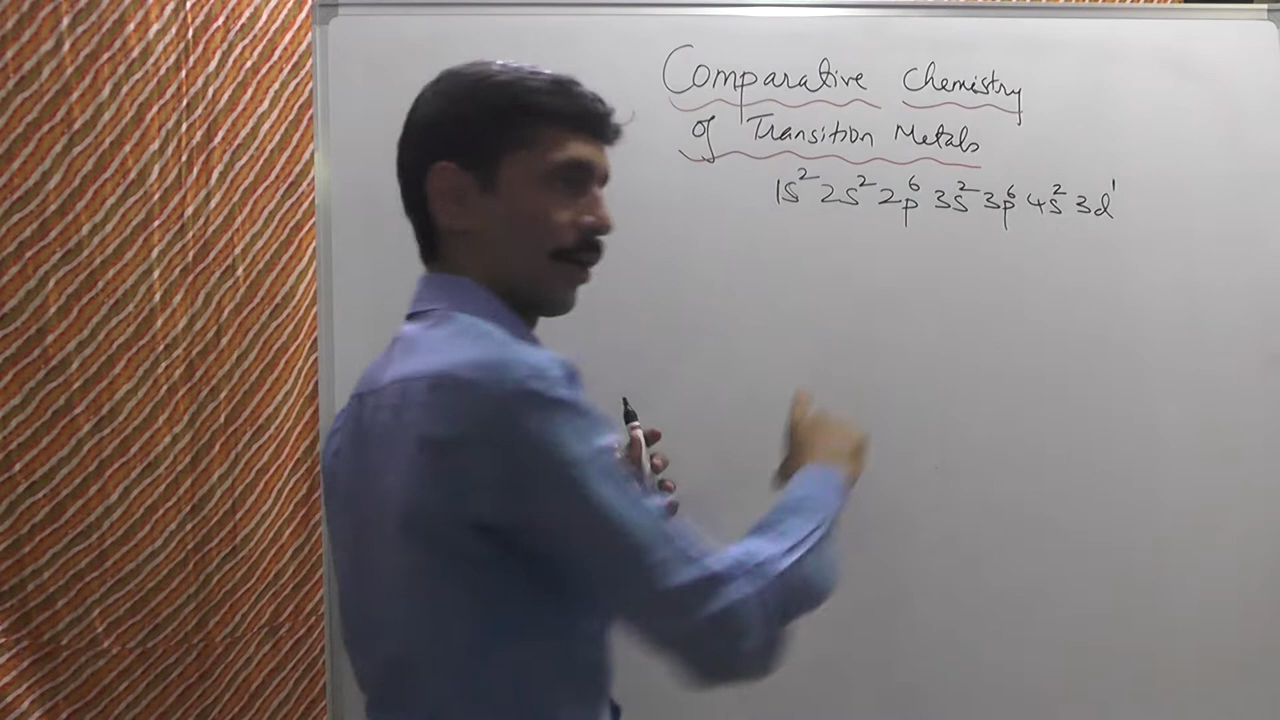 Comparative Chemistry
of Transition Metals
1s² 2s² 2p⁶ 3s² 3p⁶ 4s² 3d¹